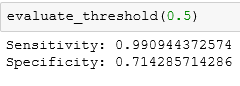 evaluate_threshold(0.5)
Sensitivity: 0.990944372574
Specificity: 0.714285714286